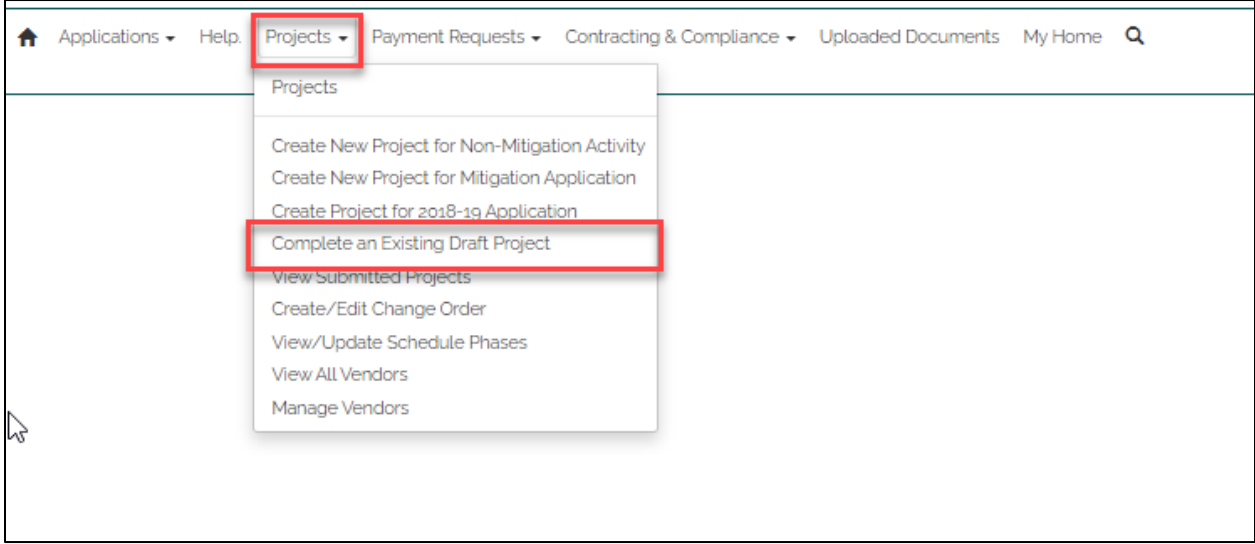 Applications Help. Projects Payment Requests Contracting & Compliance Uploaded Documents My Home
Projects
Create New Project for Non-Mitigation Activity
Create New Project for Mitigation Application
Create Project for 2018-19 Application
Complete an Existing Draft Project
View Submitted Projects
Create/Edit Change Order
View/Update Schedule Phases
View All Vendors
Manage Vendors